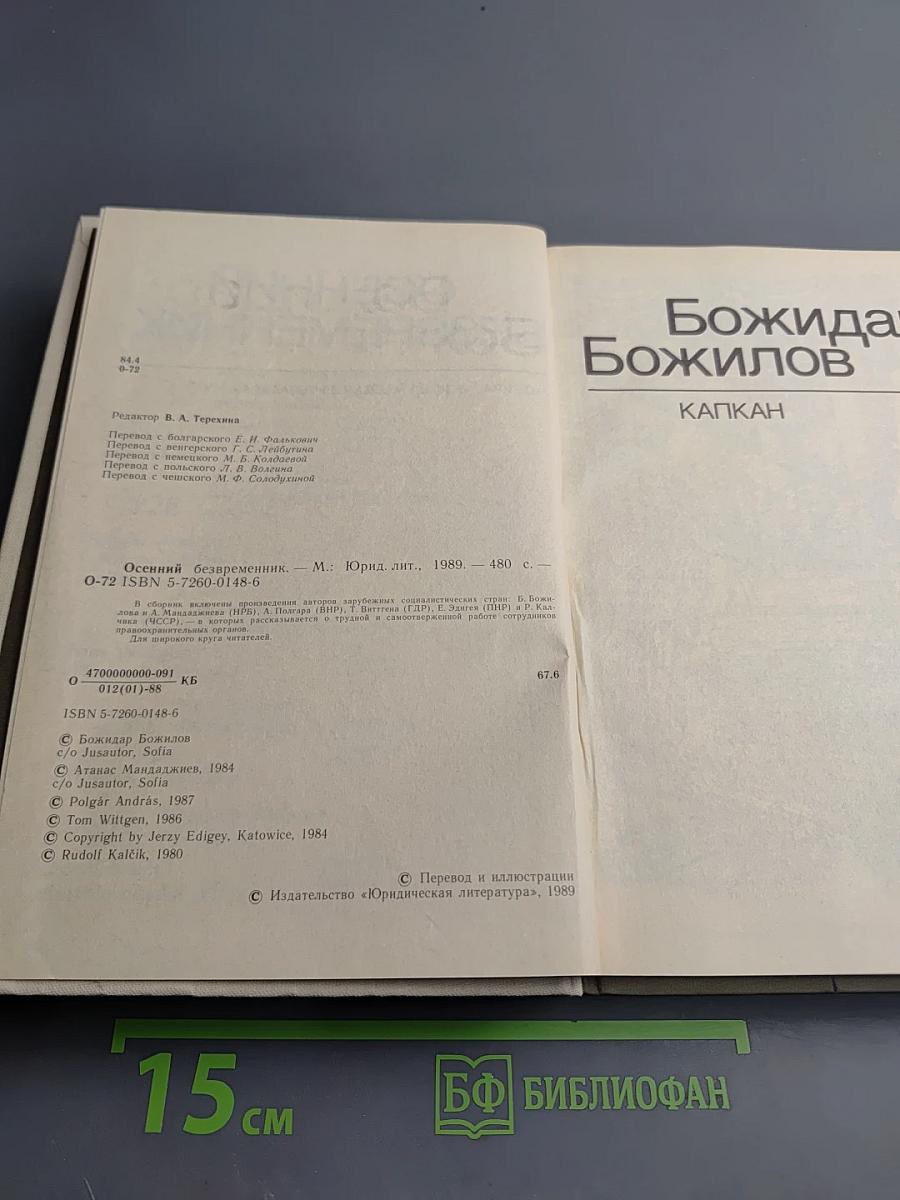 84.4
О-72
Редактор В. А. Терехина
Перевод с болгарского Е. И. Фалькович
Перевод с венгерского Г. С. Лейбутина
Перевод с немецкого М. Б. Колдаевой
Перевод с польского Л. В. Волгина
Перевод с чешского М. Ф. Солодухиной
Осенний безвременник. — М.: Юрид. лит., 1989. — 480 с. —
О-72 ISBN 5-7260-0148-6
В сборник включены произведения авторов зарубежных социалистических стран: Б. Божи-
лова и А. Мандаджиева (НРБ), А. Полгара (ВНР), Т. Виттгена (ГДР), Е. Эдигея (ПНР) и Р. Кал-
чика (ЧССР), — в которых рассказывается о трудной и самоотверженной работе сотрудников
правоохранительных органов.
Для широкого круга читателей.
О 4700000000-091 КБ 67.6
012(01)-88
ISBN 5-7260-0148-6
© Божидар Божилов
c/o Jusautor, Sofia
© Атанас Мандаджиев, 1984
c/o Jusautor, Sofia
© Polgár András, 1987
© Tom Wittgen, 1986
© Copyright by Jerzy Edigey, Katowice, 1984
© Rudolf Kalčik, 1980
© Перевод и иллюстрации
© Издательство «Юридическая литература», 1989
Божидар
Божилов
КАПКАН
15 см
БФ БИБЛИОФАН